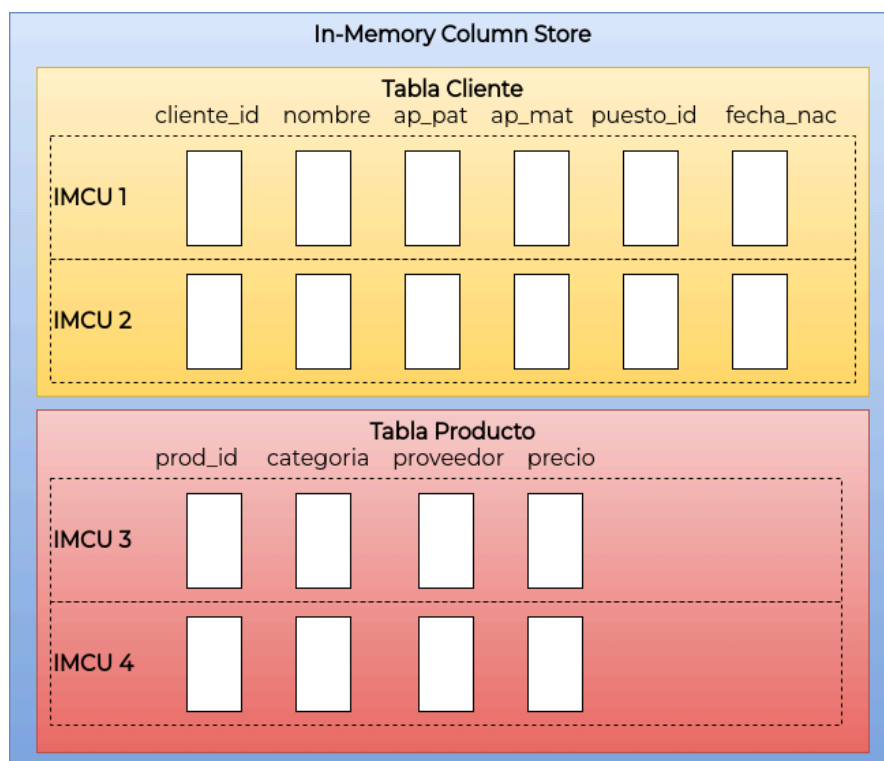 In-Memory Column Store
Tabla Cliente
cliente_id nombre ap_pat ap_mat puesto_id fecha_nac
IMCU 1
IMCU 2
Tabla Producto
prod_id categoria proveedor precio
IMCU 3
IMCU 4